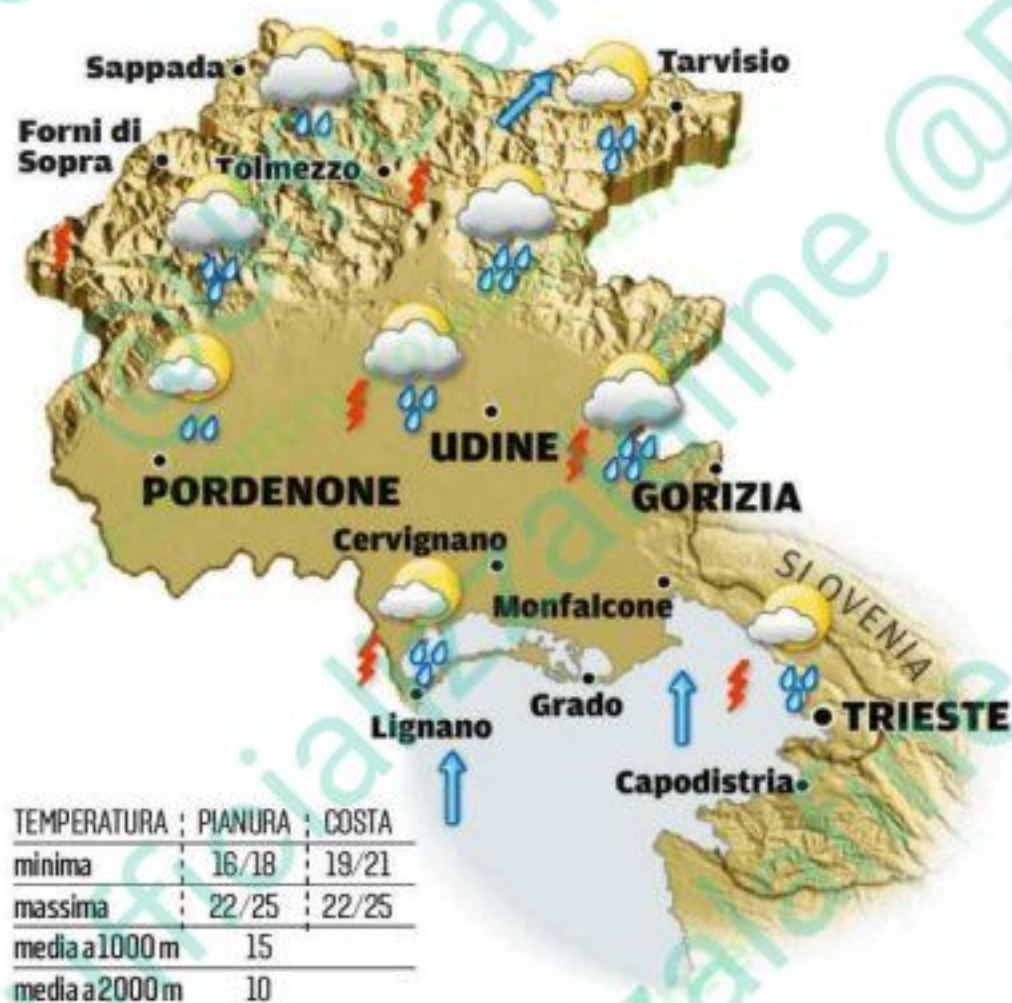 Sappada
Tarvisio
Forni di
Sopra
Tolmezzo
UDINE
PORDENONE
GORIZIA
Cervignano
Monfalcone
SLOVENIA
Grado
Lignano
TRIESTE
Capodistria
TEMPERATURA PIANURA COSTA
minima 16/18 19/21
massima 22/25 22/25
media a 1000 m 15
media a 2000 m 10